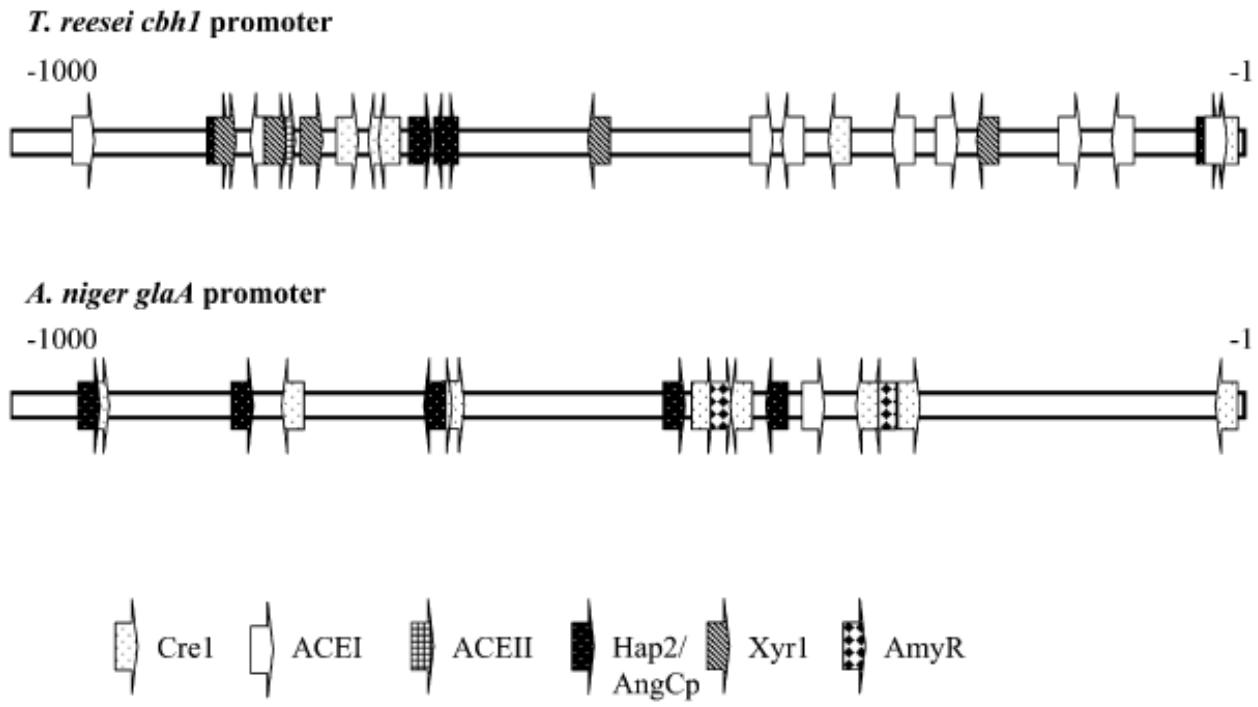 T. reesei cbh1 promoter
-1000 -1
A. niger glaA promoter
-1000 -1
Cre1 ACEI ACEII Hap2/ Xyr1 AmyR
AngCp